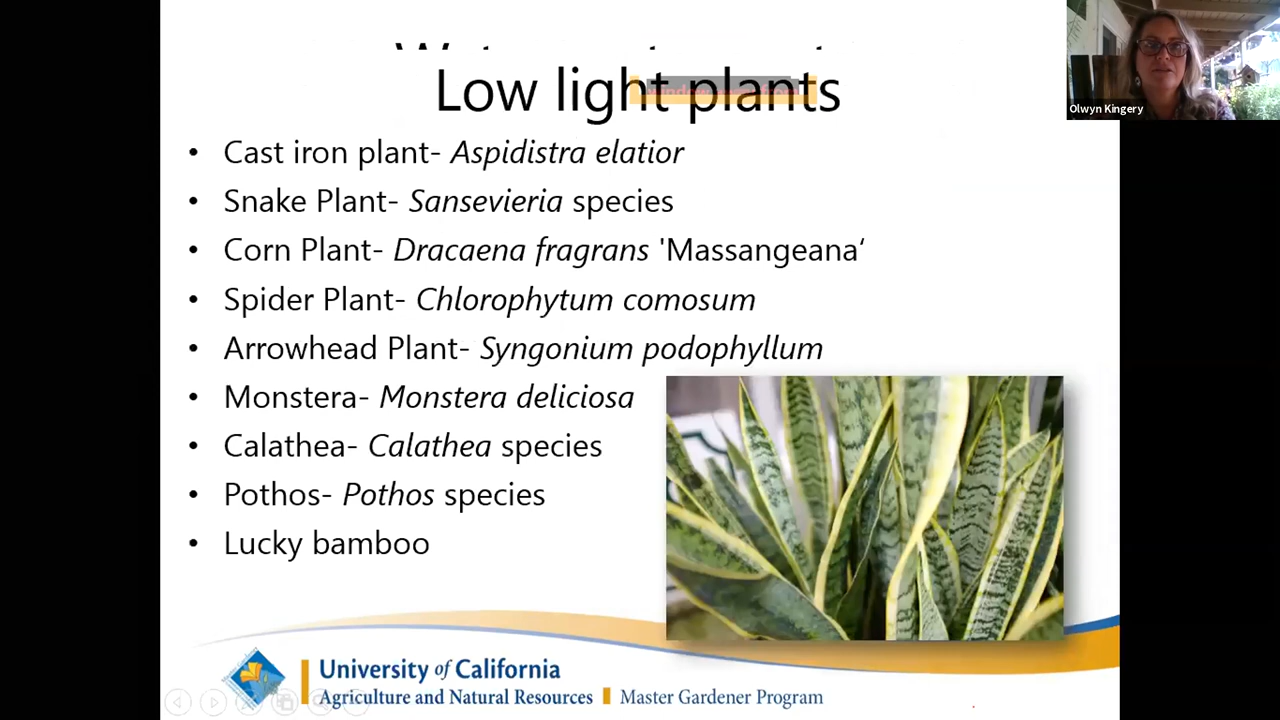 Low light plants
Olwyn Kingery
• Cast iron plant- Aspidistra elatior
• Snake Plant- Sansevieria species
• Corn Plant- Dracaena fragrans 'Massangeana‘
• Spider Plant- Chlorophytum comosum
• Arrowhead Plant- Syngonium podophyllum
• Monstera- Monstera deliciosa
• Calathea- Calathea species
• Pothos- Pothos species
• Lucky bamboo
University of California
Agriculture and Natural Resources Master Gardener Program